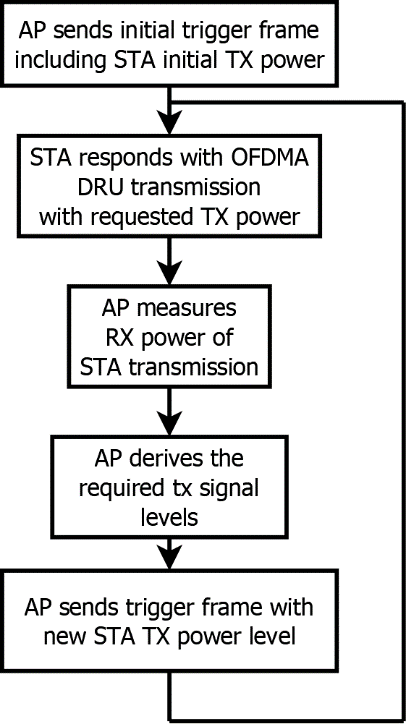 AP sends initial trigger frame
including STA initial TX power
STA responds with OFDMA
DRU transmission
with requested TX power
AP measures
RX power of
STA transmission
AP derives the
required tx signal
levels
AP sends trigger frame with
new STA TX power level